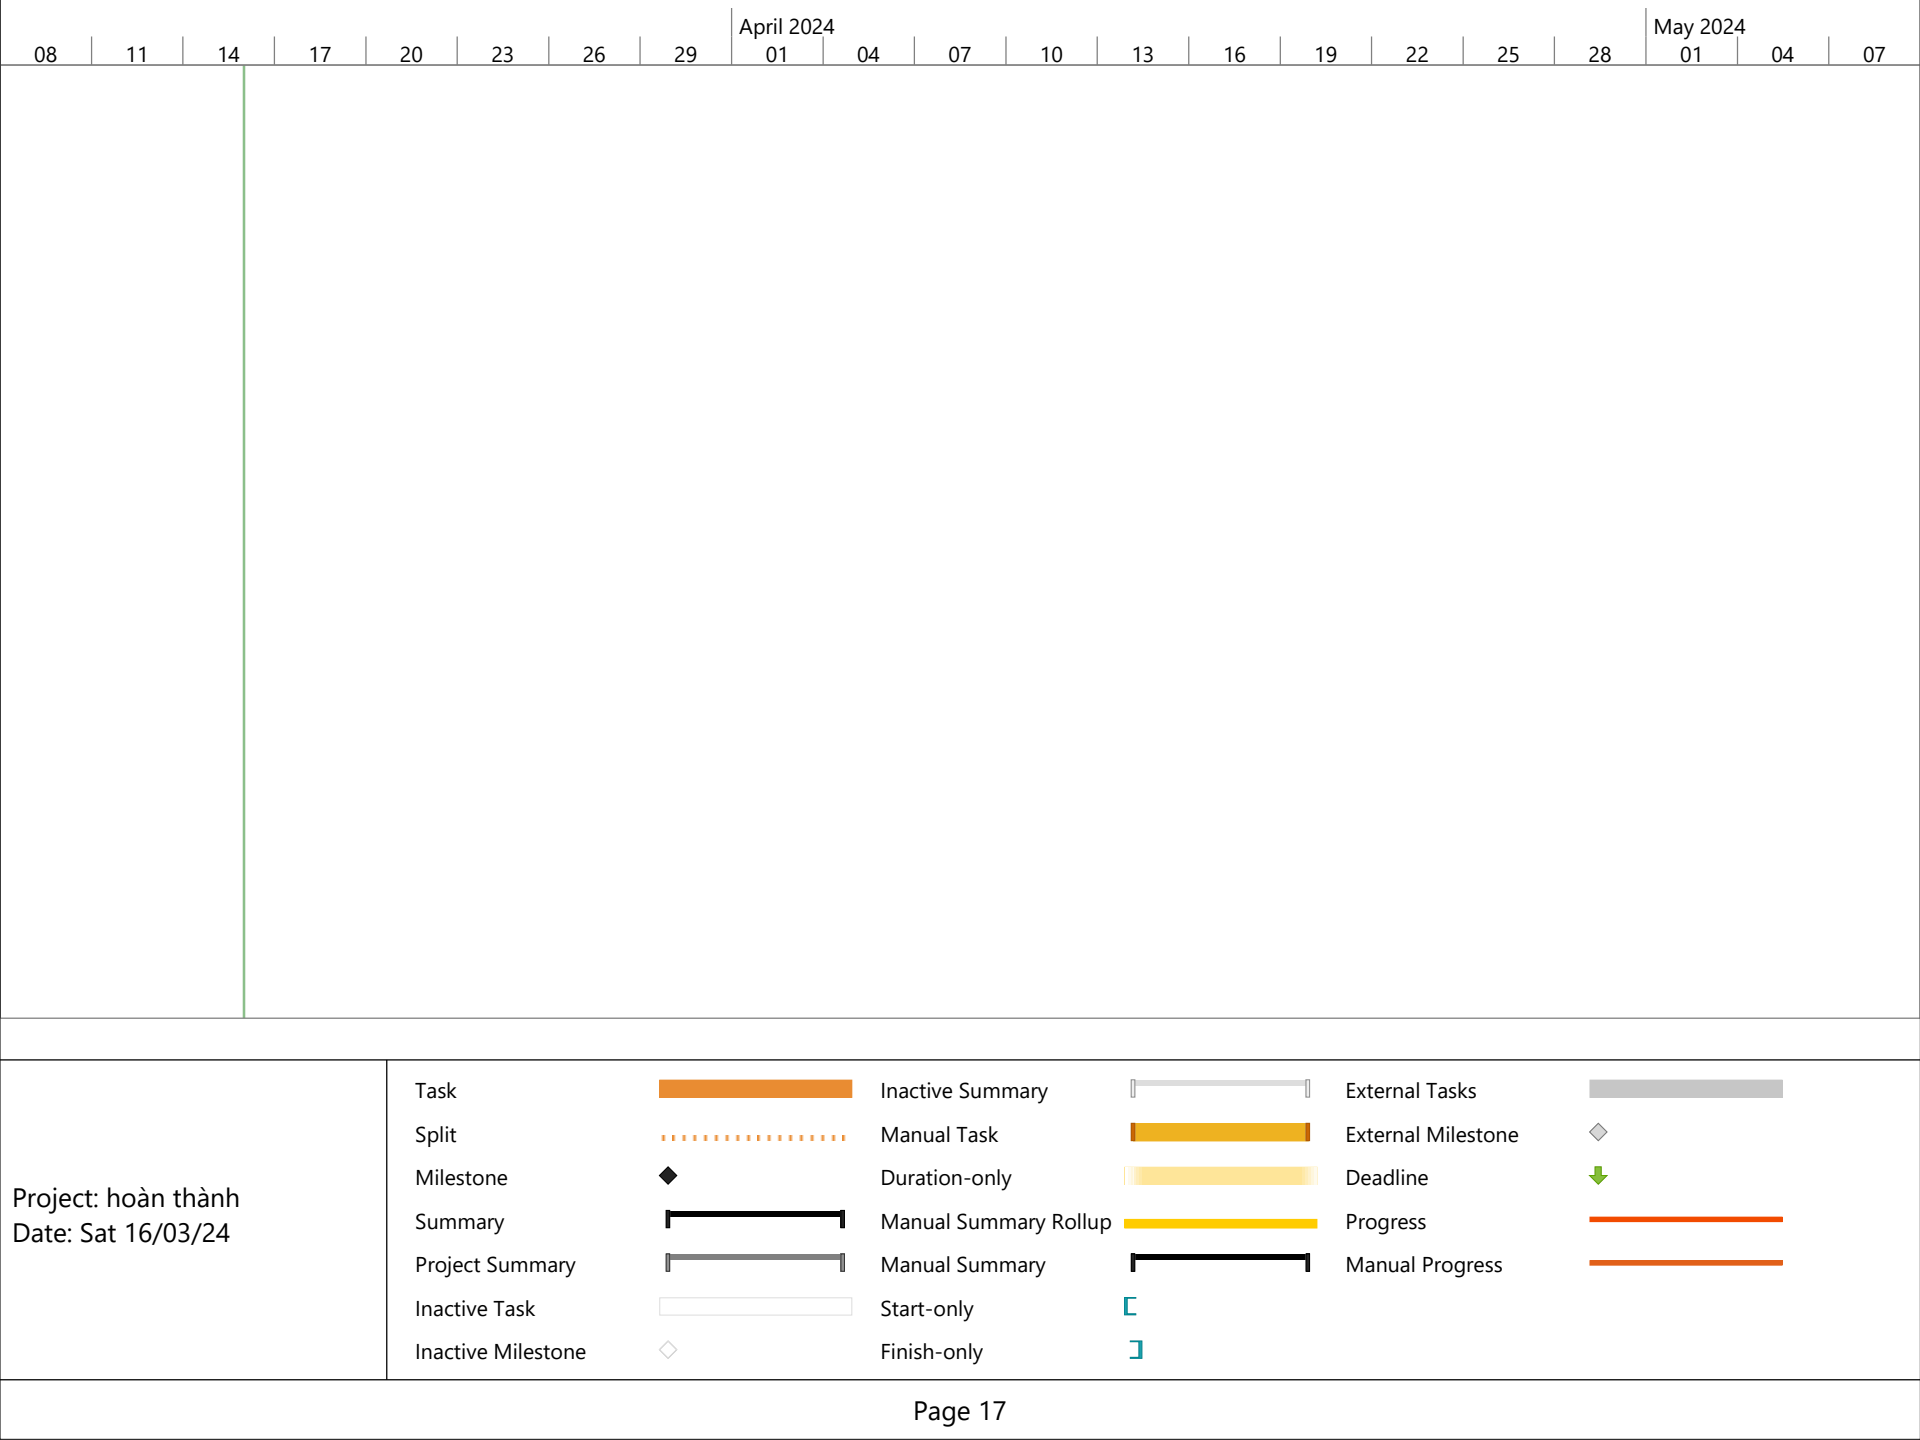 April 2024 May 2024
08 11 14 17 20 23 26 29 01 04 07 10 13 16 19 22 25 28 01 04 07
Project: hoàn thành
Date: Sat 16/03/24
Task
Split
Milestone
Summary
Project Summary
Inactive Task
Inactive Milestone
Inactive Summary
Manual Task
Duration-only
Manual Summary Rollup
Manual Summary
Start-only
Finish-only
External Tasks
External Milestone
Deadline
Progress
Manual Progress
Page 17